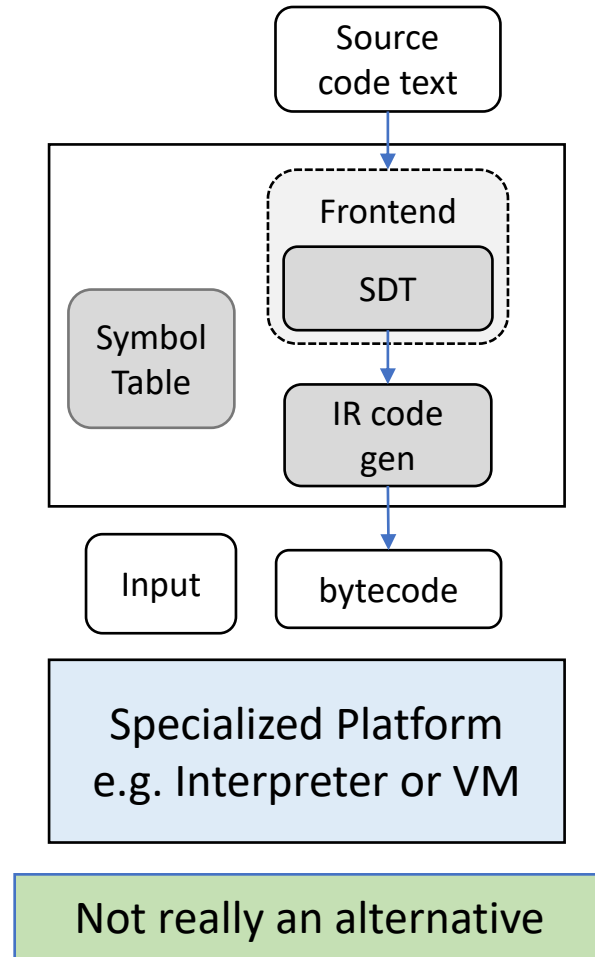 Source
code text
Frontend
SDT
Symbol
Table
IR code
gen
Input
bytecode
Specialized Platform
e.g. Interpreter or VM
Not really an alternative